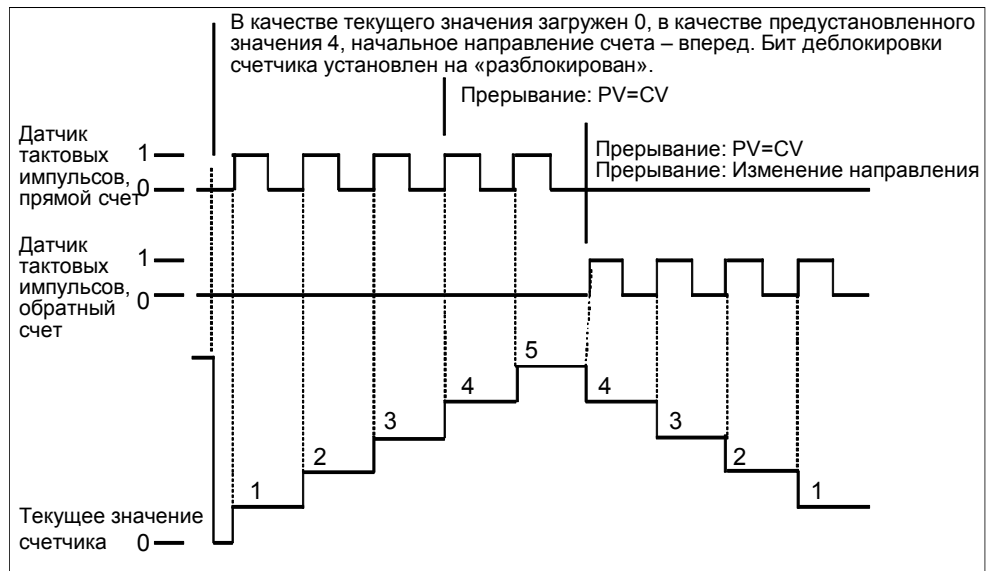 В качестве текущего значения загружен 0, в качестве предустановленного
значения 4, начальное направление счета – вперед. Бит деблокировки
счетчика установлен на «разблокирован».
Прерывание: PV=CV
Прерывание: PV=CV
Прерывание: Изменение направления
Датчик
тактовых 1
импульсов,
прямой счет 0
Датчик
тактовых 1
импульсов, 0
обратный
счет
5
4 4
3 3
2 2
1 1
Текущее значение
счетчика 0